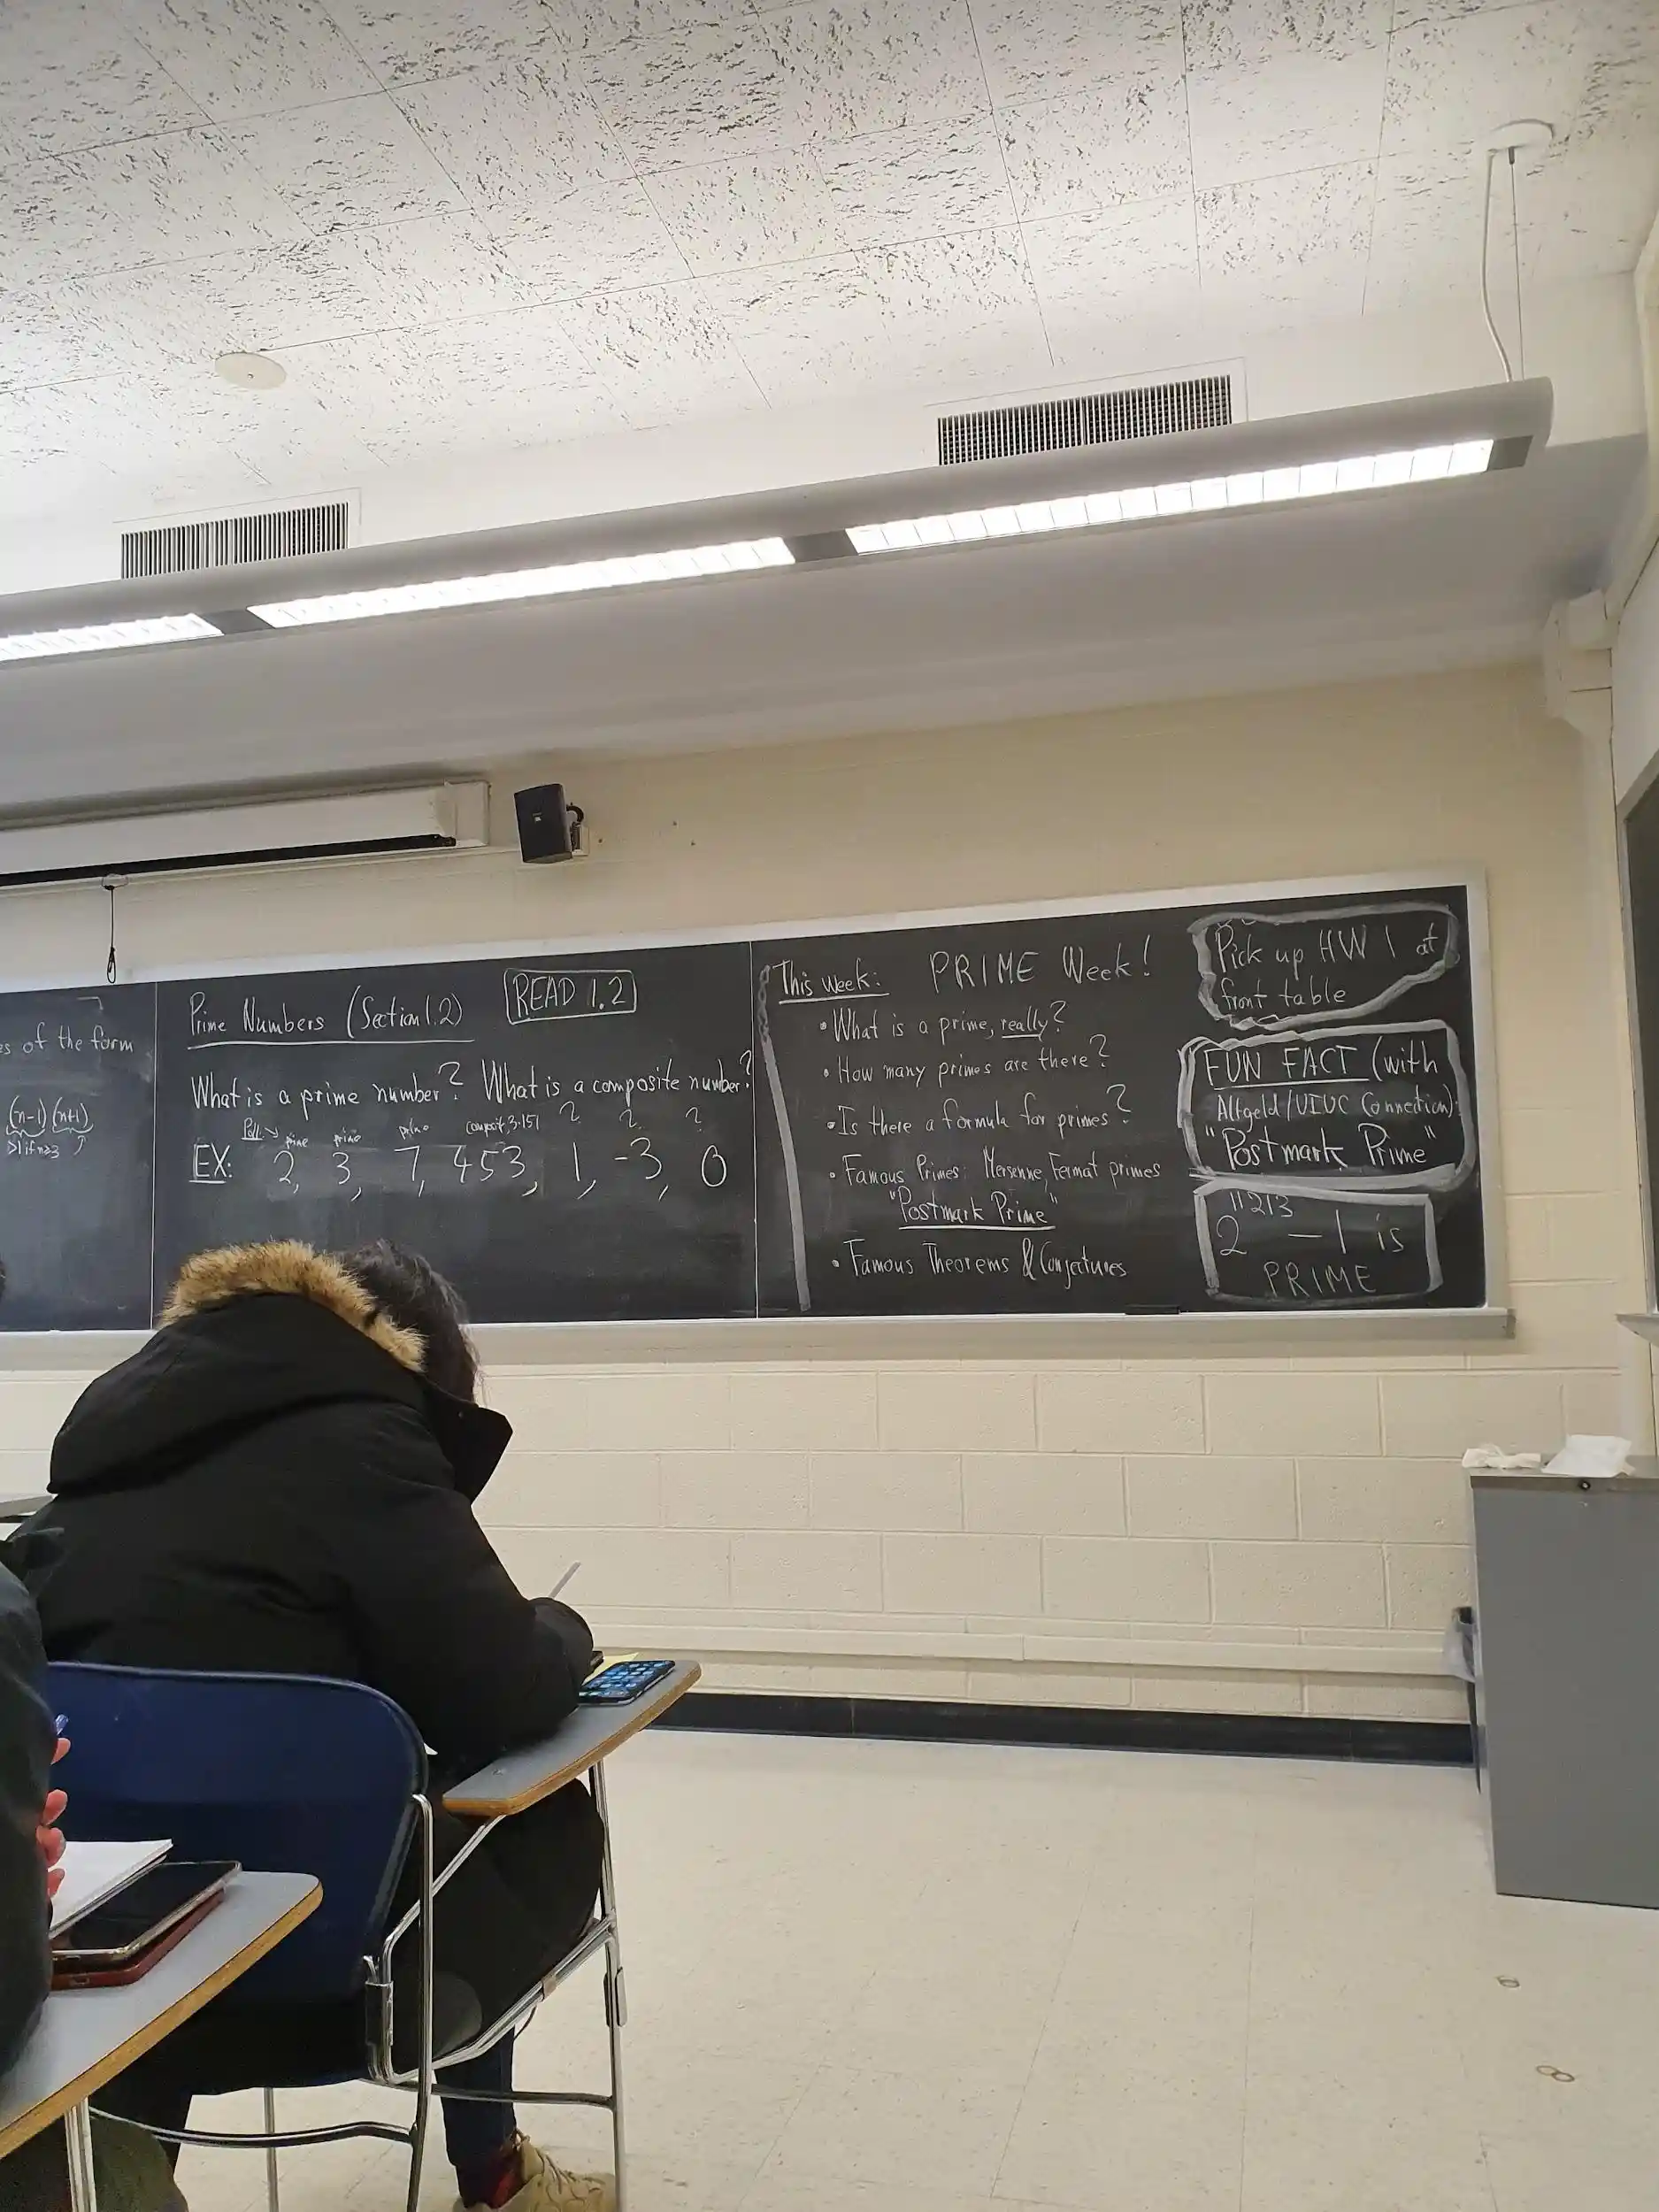 es of the form
(n-1)(n+1)
>1 if n≥3
Prime Numbers (Section 1.2)
READ 1.2
What is a prime number? What is a composite number?
Poll: prime prime prime composit, 3·151 ? ? ?
EX: 2, 3, 7, 453, 1, -3, 0
This week: PRIME Week!
• What is a prime, really?
• How many primes are there?
• Is there a formula for primes?
• Famous Primes: Mersenne, Fermat primes
"Postmark Prime"
• Famous Theorems & Conjectures
Pick up HW 1 at
front table
FUN FACT (with
Altgeld/UIUC Connection):
"Postmark Prime"
2^11213 - 1 is
PRIME